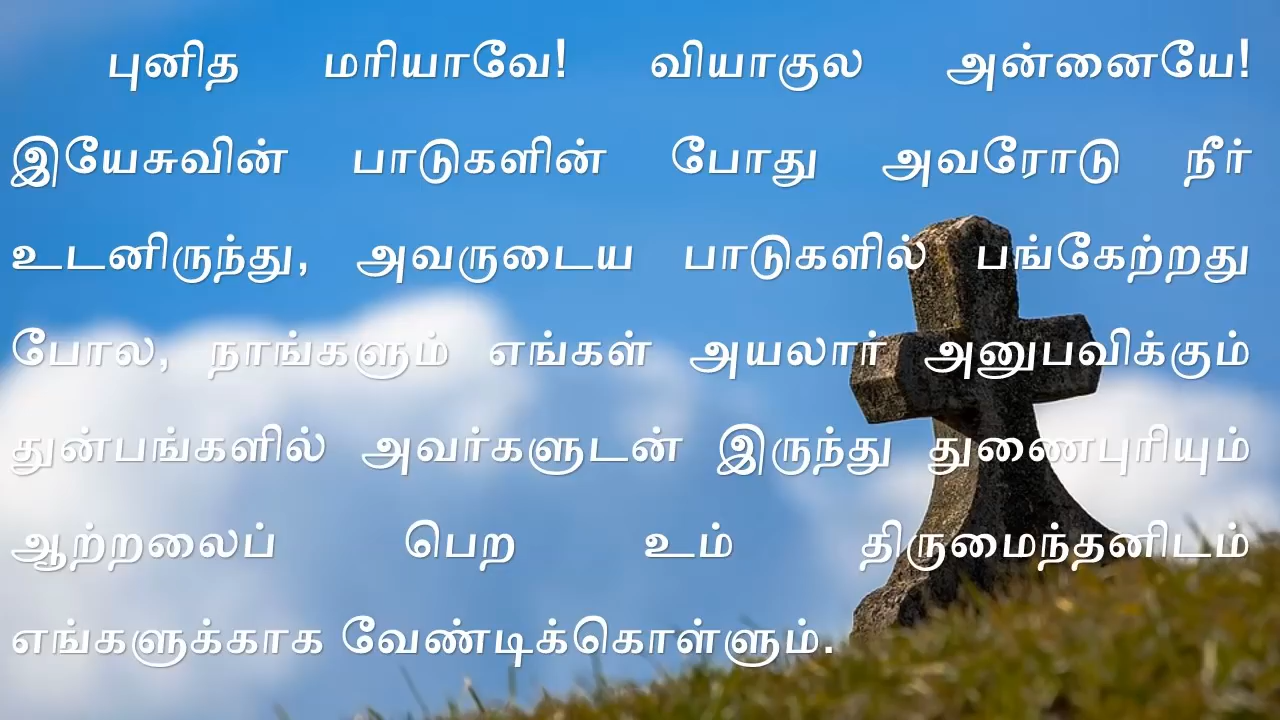 புனித மரியாவே! வியாகுல அன்னையே!
இயேசுவின் பாடுகளின் போது அவரோடு நீர்
உடனிருந்து, அவருடைய பாடுகளில் பங்கேற்றது
போல, நாங்களும் எங்கள் அயலார் அனுபவிக்கும்
துன்பங்களில் அவர்களுடன் இருந்து துணைபுரியும்
ஆற்றலைப் பெற உம் திருமைந்தனிடம்
எங்களுக்காக வேண்டிக்கொள்ளும்.